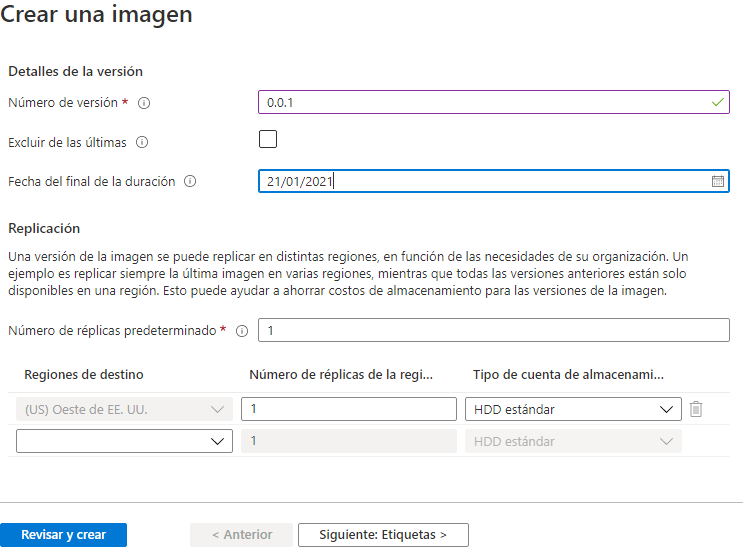 Crear una imagen
Detalles de la versión
Número de versión *
0.0.1
Excluir de las últimas
Fecha del final de la duración
21/01/2021
Replicación
Una versión de la imagen se puede replicar en distintas regiones, en función de las necesidades de su organización. Un
ejemplo es replicar siempre la última imagen en varias regiones, mientras que todas las versiones anteriores están solo
disponibles en una región. Esto puede ayudar a ahorrar costos de almacenamiento para las versiones de la imagen.
Número de réplicas predeterminado *
1
Regiones de destino Número de réplicas de la regi... Tipo de cuenta de almacenami...
(US) Oeste de EE. UU. 1 HDD estándar
1 HDD estándar
Revisar y crear < Anterior Siguiente: Etiquetas >